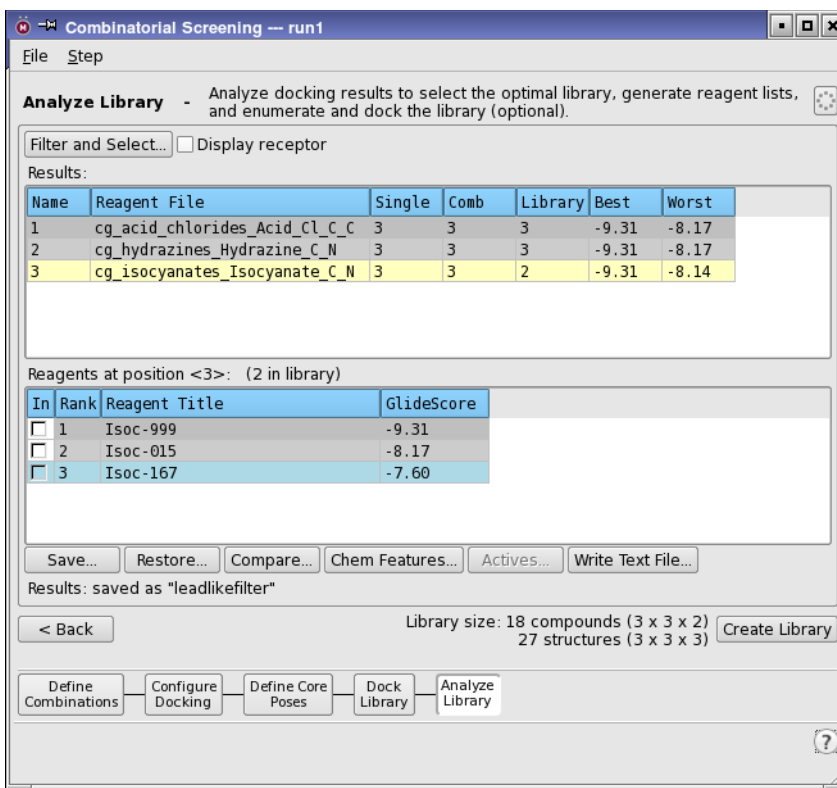 Combinatorial Screening --- run1
File Step
Analyze Library - Analyze docking results to select the optimal library, generate reagent lists,
and enumerate and dock the library (optional).
Filter and Select... Display receptor
Results:
Name Reagent File Single Comb Library Best Worst
1 cg_acid_chlorides_Acid_Cl_C_C 3 3 3 -9.31 -8.17
2 cg_hydrazines_Hydrazine_C_N 3 3 3 -9.31 -8.17
3 cg_isocyanates_Isocyanate_C_N 3 3 2 -9.31 -8.14
Reagents at position <3>: (2 in library)
In Rank Reagent Title GlideScore
1 Isoc-999 -9.31
2 Isoc-015 -8.17
3 Isoc-167 -7.60
Save... Restore... Compare... Chem Features... Actives... Write Text File...
Results: saved as "leadlikefilter"
< Back
Library size: 18 compounds (3 x 3 x 2)
27 structures (3 x 3 x 3)
Create Library
Define Combinations
Configure Docking
Define Core Poses
Dock Library
Analyze Library
?